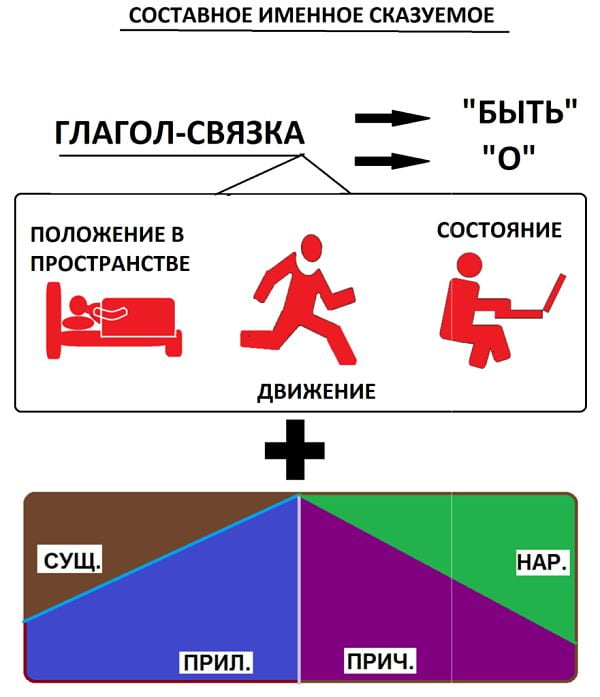 СОСТАВНОЕ ИМЕННОЕ СКАЗУЕМОЕ
ГЛАГОЛ-СВЯЗКА
"БЫТЬ"
"О"
ПОЛОЖЕНИЕ В
ПРОСТРАНСТВЕ
СОСТОЯНИЕ
ДВИЖЕНИЕ
СУЩ.
НАР.
ПРИЛ.
ПРИЧ.